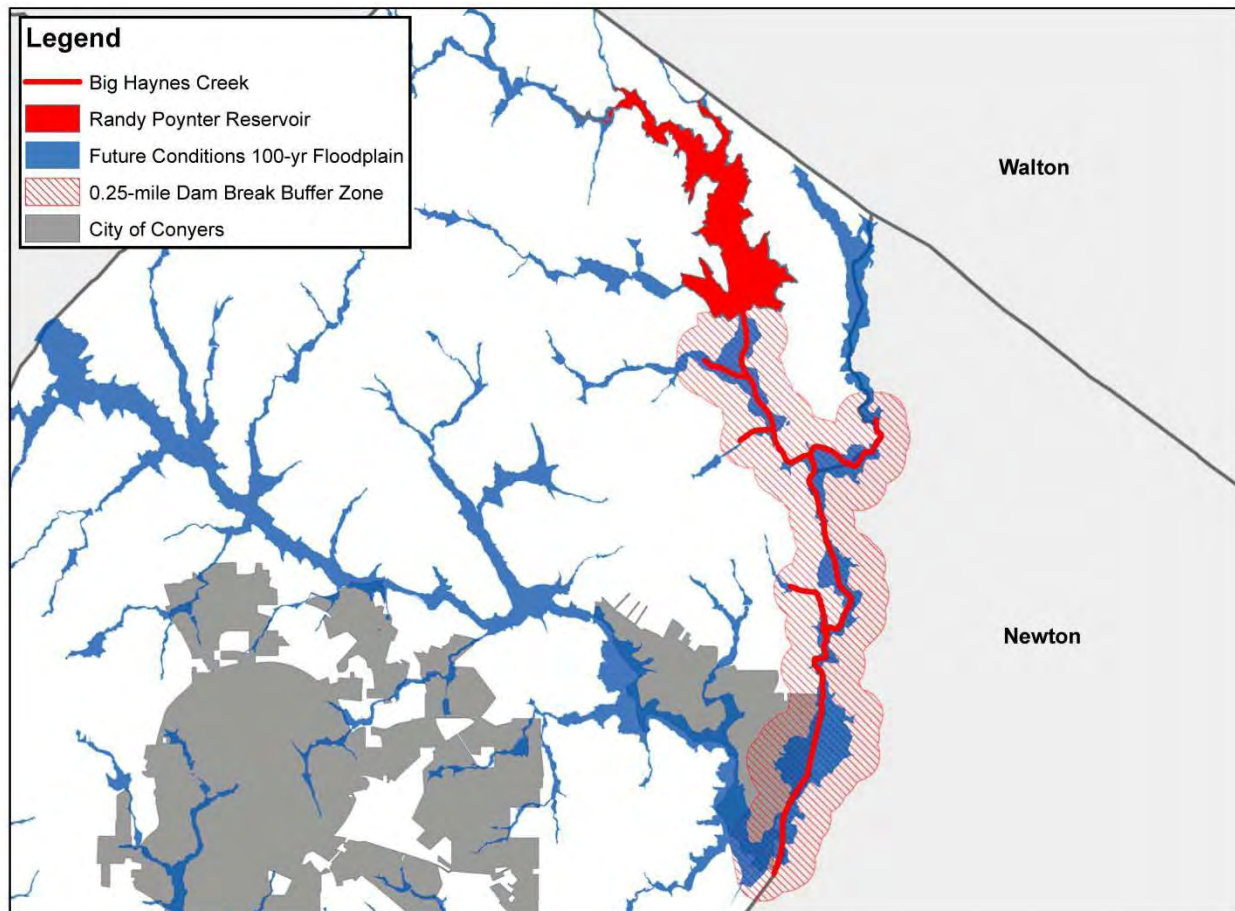 Legend
Big Haynes Creek
Randy Poynter Reservoir
Future Conditions 100-yr Floodplain
0.25-mile Dam Break Buffer Zone
City of Conyers
Walton
Newton